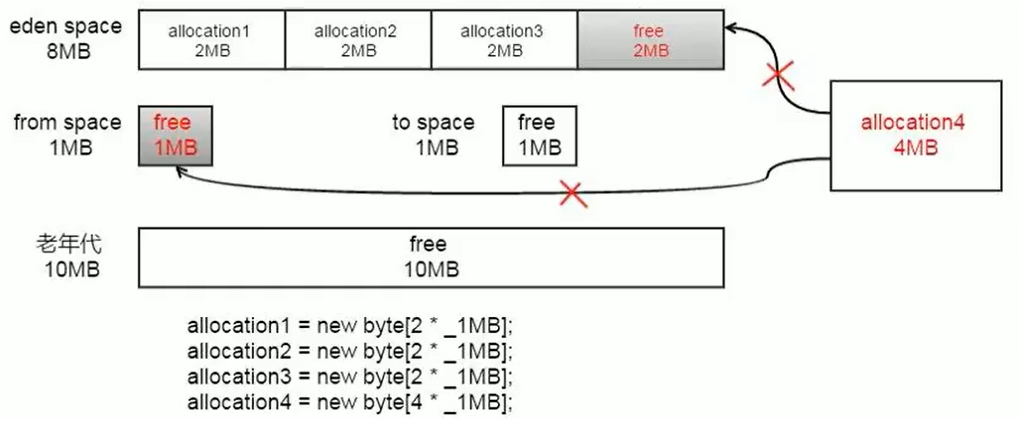 eden space
8MB
allocation1
2MB
allocation2
2MB
allocation3
2MB
free
2MB
from space
1MB
free
1MB
to space
1MB
free
1MB
allocation4
4MB
老年代
10MB
free
10MB
allocation1 = new byte[2 * _1MB];
allocation2 = new byte[2 * _1MB];
allocation3 = new byte[2 * _1MB];
allocation4 = new byte[4 * _1MB];